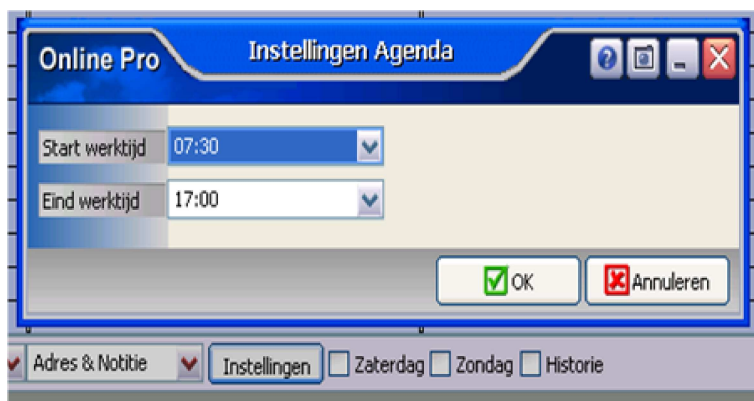 Online Pro Instellingen Agenda
Start werktijd 07:30
Eind werktijd 17:00
OK Annuleren
Adres & Notitie Instellingen Zaterdag Zondag Historie